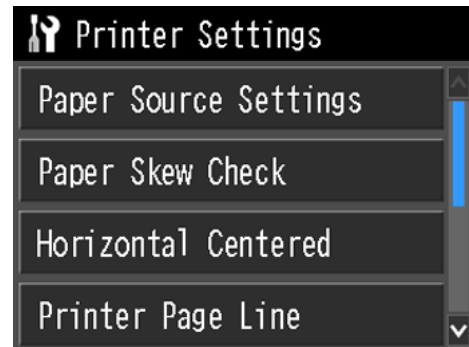 Printer Settings
Paper Source Settings
Paper Skew Check
Horizontal Centered
Printer Page Line